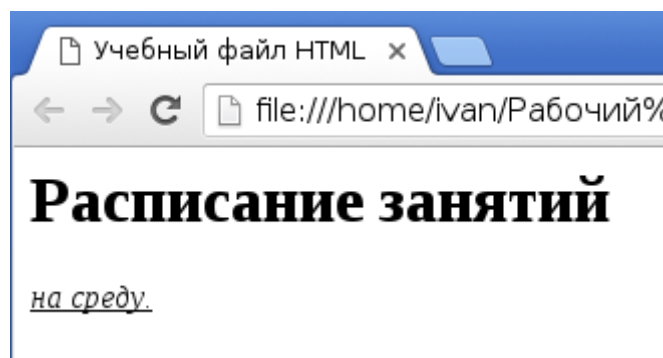 Учебный файл HTML
file:///home/ivan/Рабочий%
Расписание занятий
на среду.